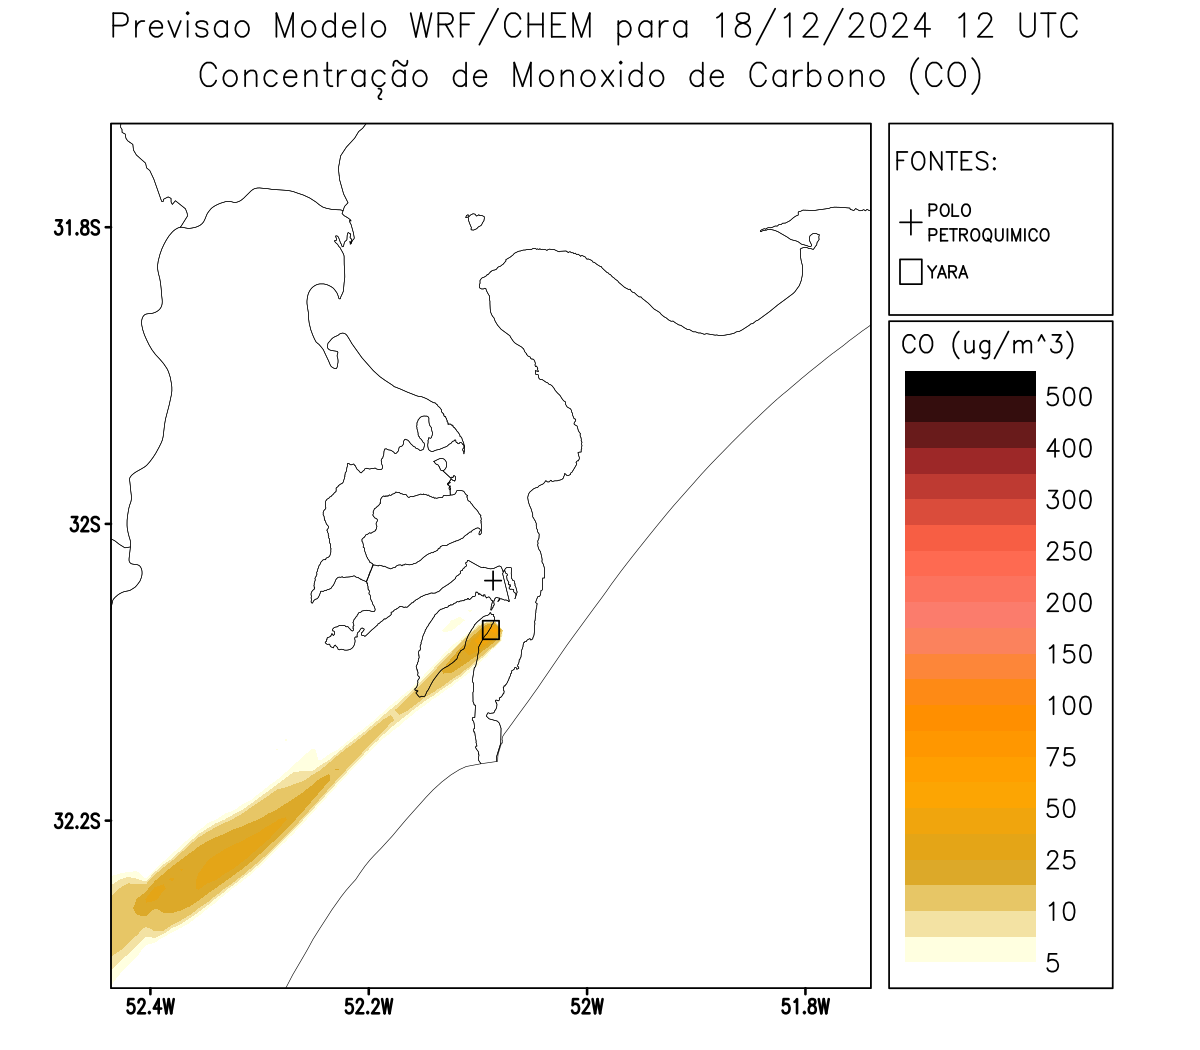 Previsao Modelo WRF/CHEM para 18/12/2024 12 UTC
Concentração de Monoxido de Carbono (CO)
FONTES:
POLO
PETROQUIMICO
YARA
CO (ug/m^3)
500
400
300
250
200
150
100
75
50
25
10
5
31.8S
32S
32.2S
52.4W
52.2W
52W
51.8W